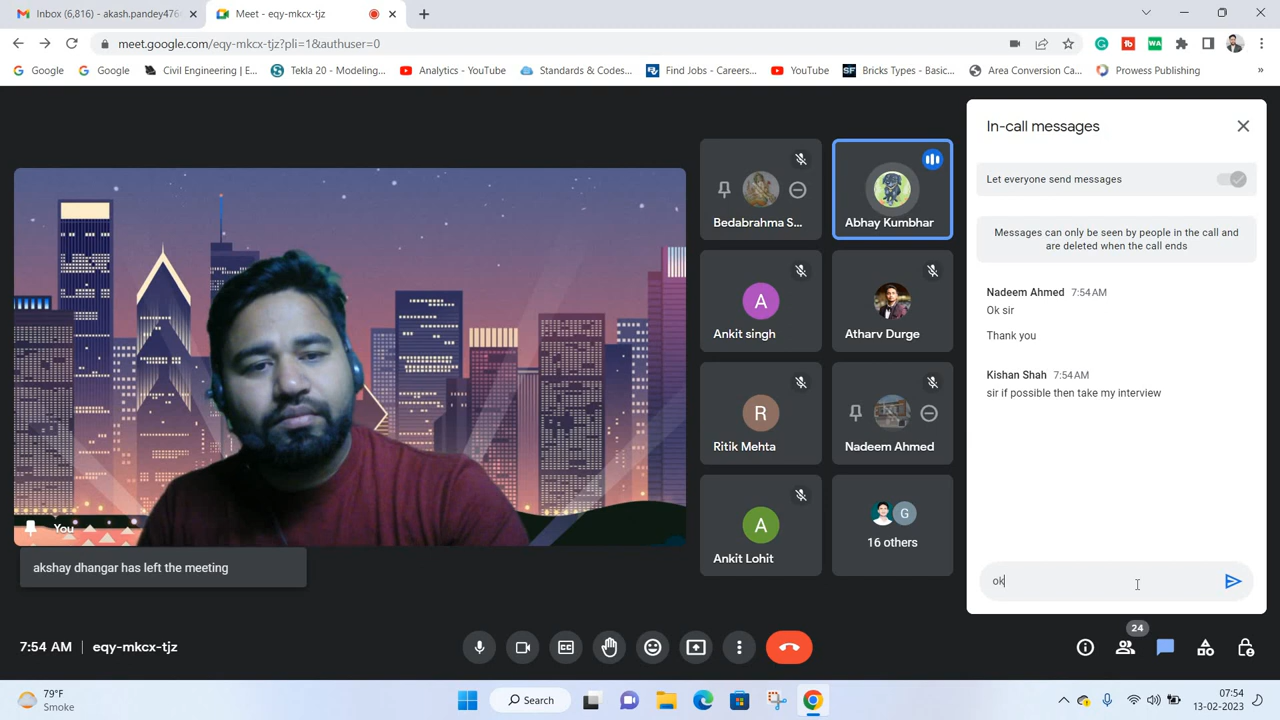 Inbox (6,816) - akash.pandey476
Meet - eqy-mkcx-tjz
meet.google.com/eqy-mkcx-tjz?pli=1&authuser=0
Google
Google
Civil Engineering | E...
Tekla 20 - Modeling...
Analytics - YouTube
Standards & Codes...
Find Jobs - Careers...
YouTube
SF
Bricks Types - Basic...
Area Conversion Ca...
Prowess Publishing
»
In-call messages
Let everyone send messages
Messages can only be seen by people in the call and
are deleted when the call ends
Nadeem Ahmed 7:54 AM
Ok sir
Thank you
Kishan Shah 7:54 AM
sir if possible then take my interview
ok
Bedabrahma S...
Abhay Kumbhar
A
Ankit singh
Atharv Durge
R
Ritik Mehta
Nadeem Ahmed
A
Ankit Lohit
G
16 others
You
akshay dhangar has left the meeting
7:54 AM | eqy-mkcx-tjz
24
79°F
Smoke
Search
07:54
13-02-2023